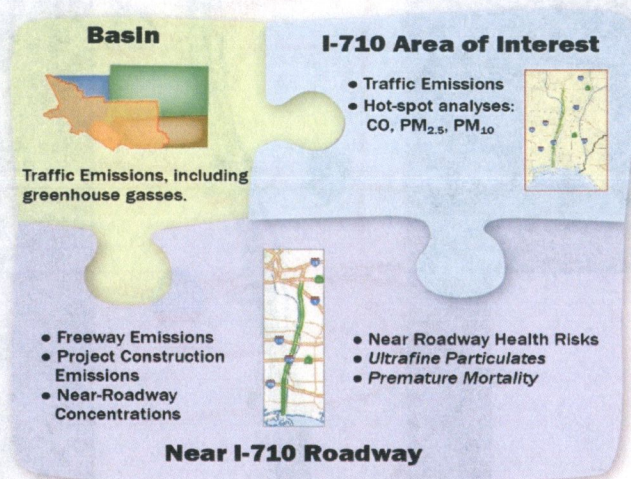 Basin
Traffic Emissions, including
greenhouse gasses.
I-710 Area of Interest
● Traffic Emissions
● Hot-spot analyses:
CO, PM2.5, PM10
● Freeway Emissions
● Project Construction
Emissions
● Near-Roadway
Concentrations
● Near Roadway Health Risks
● Ultrafine Particulates
● Premature Mortality
Near I-710 Roadway